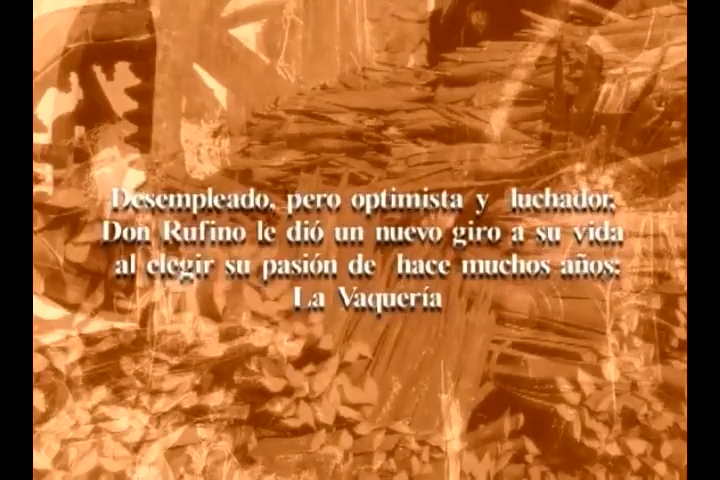 Desempleado, pero optimista y luchador,
Don Rufino le dió un nuevo giro a su vida
al elegir su pasión de hace muchos años:
La Vaquería